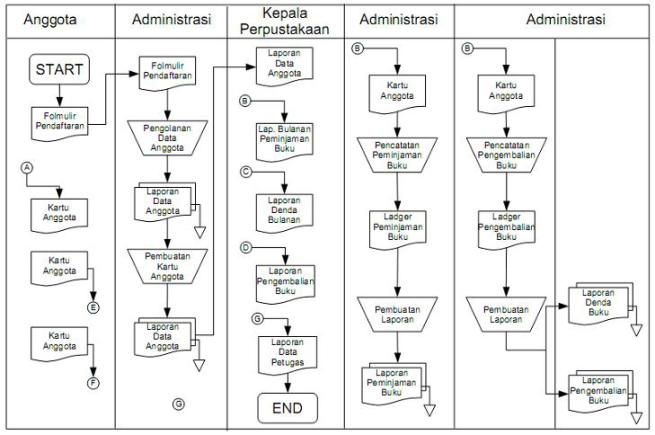 Anggota
START
Folmulir
Pendaftaran
A
Kartu
Anggota
Kartu
Anggota
E
Kartu
Anggota
F
Administrasi
Folmulir
Pendaftaran
Pengolanan
Data
Anggota
Laporan
Data
Anggota
Pembuatan
Kartu
Anggota
Laporan
Data
Anggota
G
Kepala
Perpustakaan
Laporan
Data
Anggota
B
Lap. Bulanan
Peminjaman
Buku
C
Laporan
Denda
Bulanan
D
Laporan
Pengembalian
Buku
G
Laporan
Data
Petugas
END
Administrasi
B
Kartu
Anggota
Pencatatan
Peminjaman
Buku
Ladger
Peminjaman
Buku
Pembuatan
Laporan
Laporan
Peminjaman
Buku
Administrasi
B
Kartu
Anggota
Pencatatan
Pengembalian
Buku
Ladger
Pengembalian
Buku
Pembuatan
Laporan
Laporan
Denda
Buku
Laporan
Pengembalian
Buku